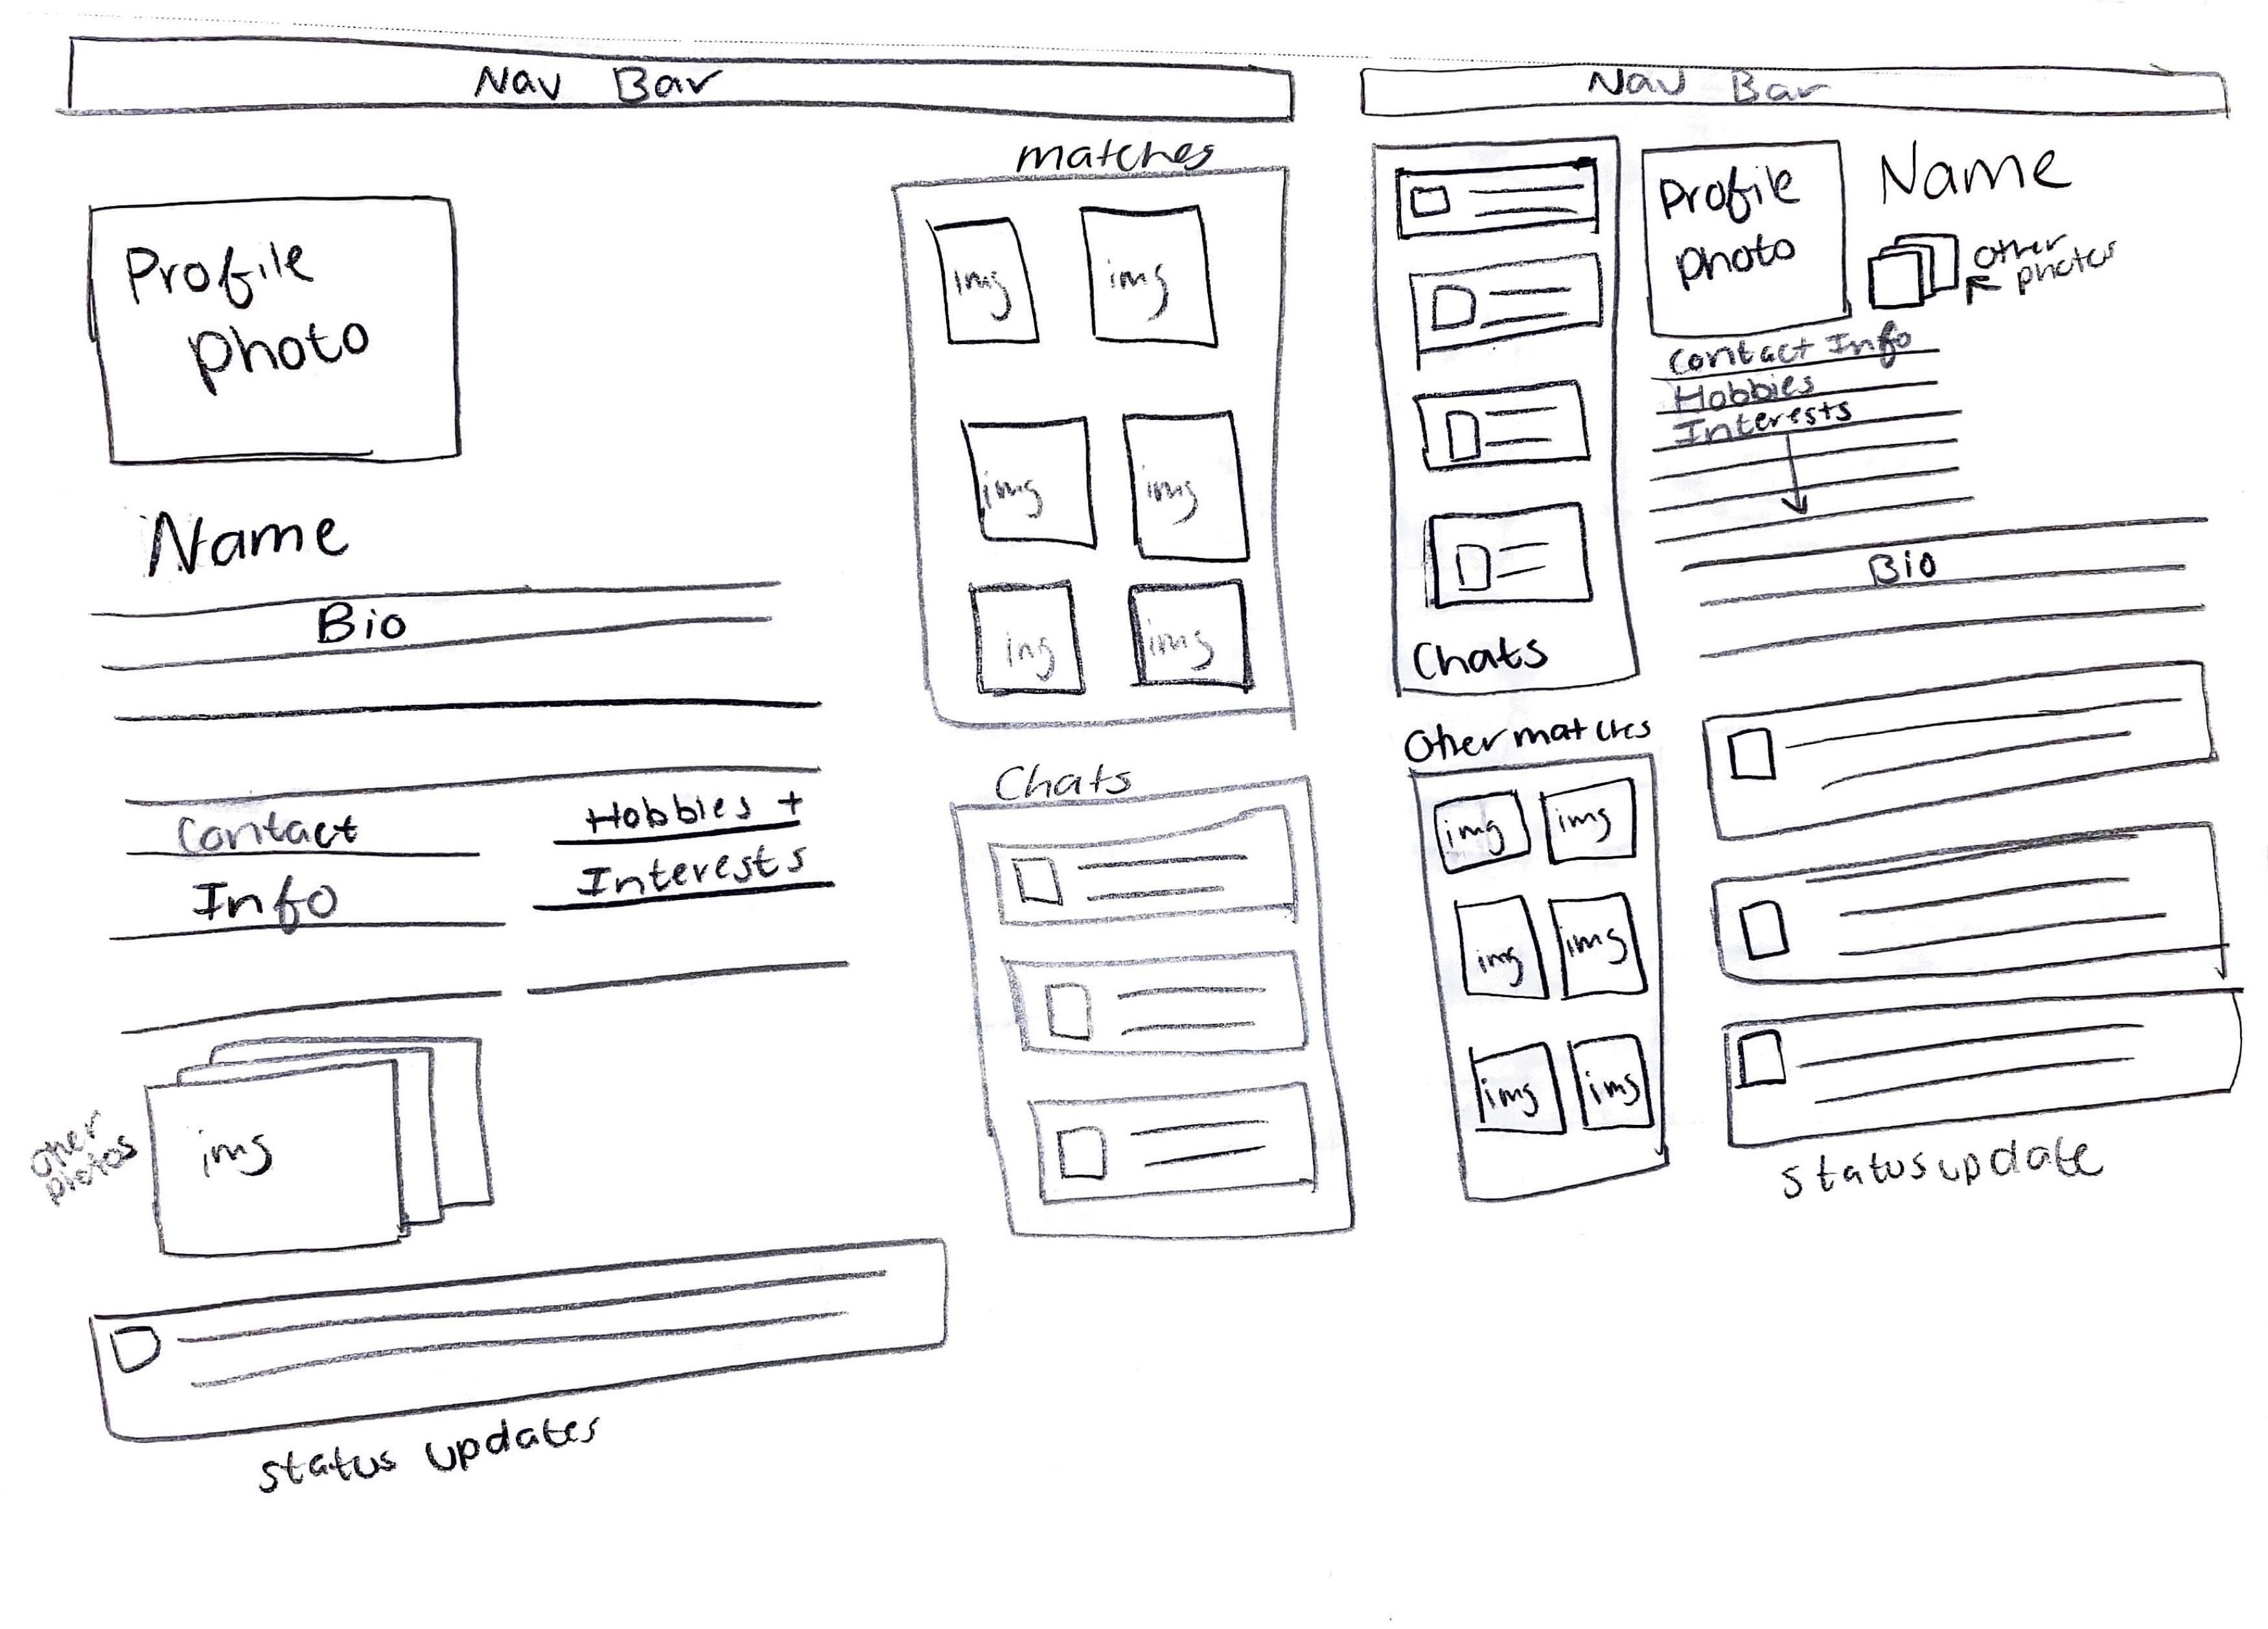 Nav Bar
Profile
photo
Name
Bio
Contact
Info
Hobbies +
Interests
other
photos
img
status updates
matches
img
img
img
img
ing
img
Chats
Nav Bar
Chats
Profile
photo
Name
other
photos
Contact Info
Hobbies
Interests
Bio
Other matches
img
img
img
img
img
img
status update